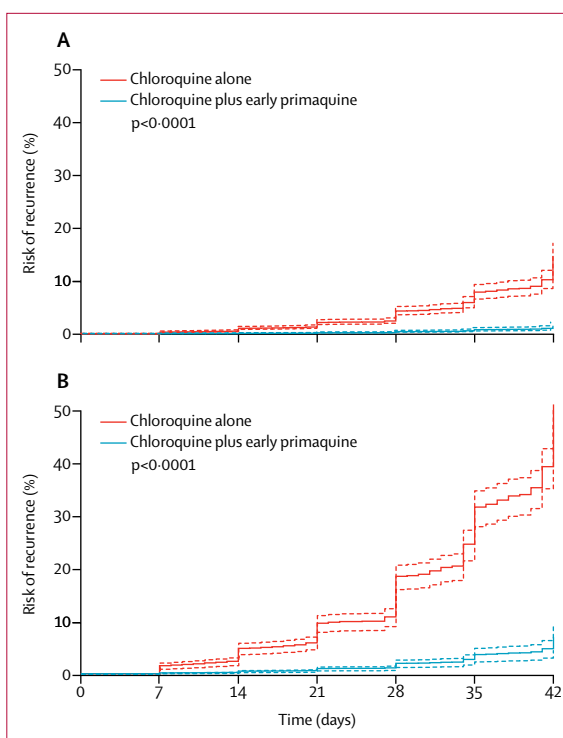 A
50
Chloroquine alone
Chloroquine plus early primaquine
p<0·0001
40
30
20
10
0
Risk of recurrence (%)
B
50
Chloroquine alone
Chloroquine plus early primaquine
p<0·0001
40
30
20
10
0
Risk of recurrence (%)
0 7 14 21 28 35 42
Time (days)